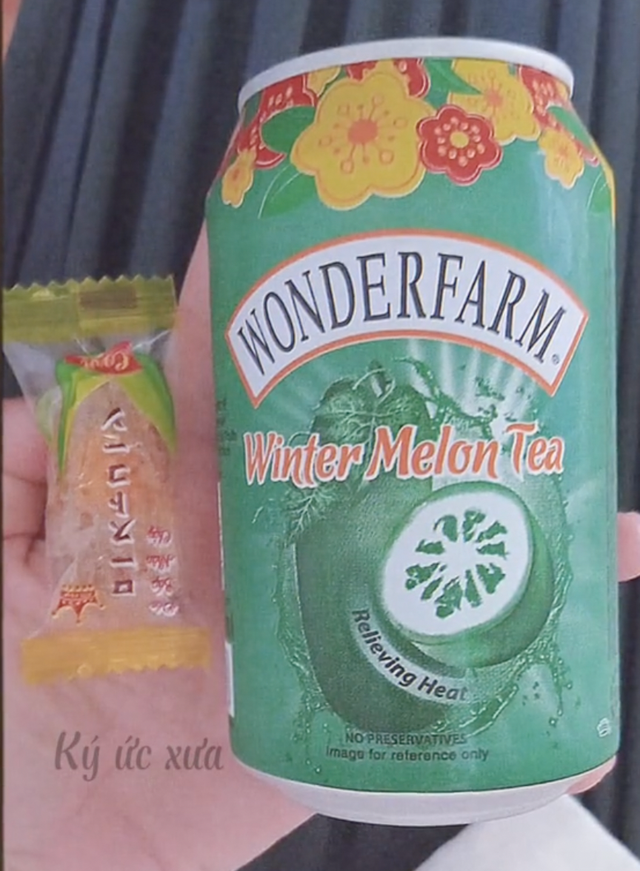 WONDERFARM®
Winter Melon Tea
Relieving Heat
NO PRESERVATIVES
Image for reference only
Ký ức xưa